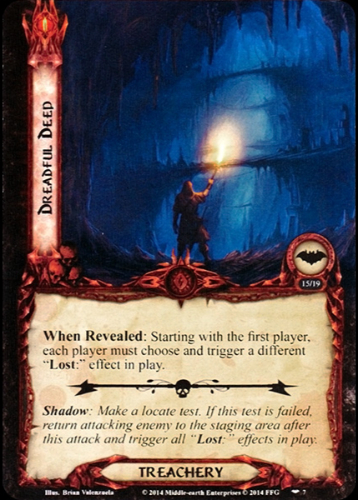 DREADFUL DEEP
15/19
When Revealed: Starting with the first player,
each player must choose and trigger a different
"Lost:" effect in play.
Shadow: Make a locate test. If this test is failed,
return attacking enemy to the staging area after
this attack and trigger all "Lost:" effects in play.
TREACHERY
Illus. Brian Valenzuela
© 2014 Middle-earth Enterprises © 2014 FFG